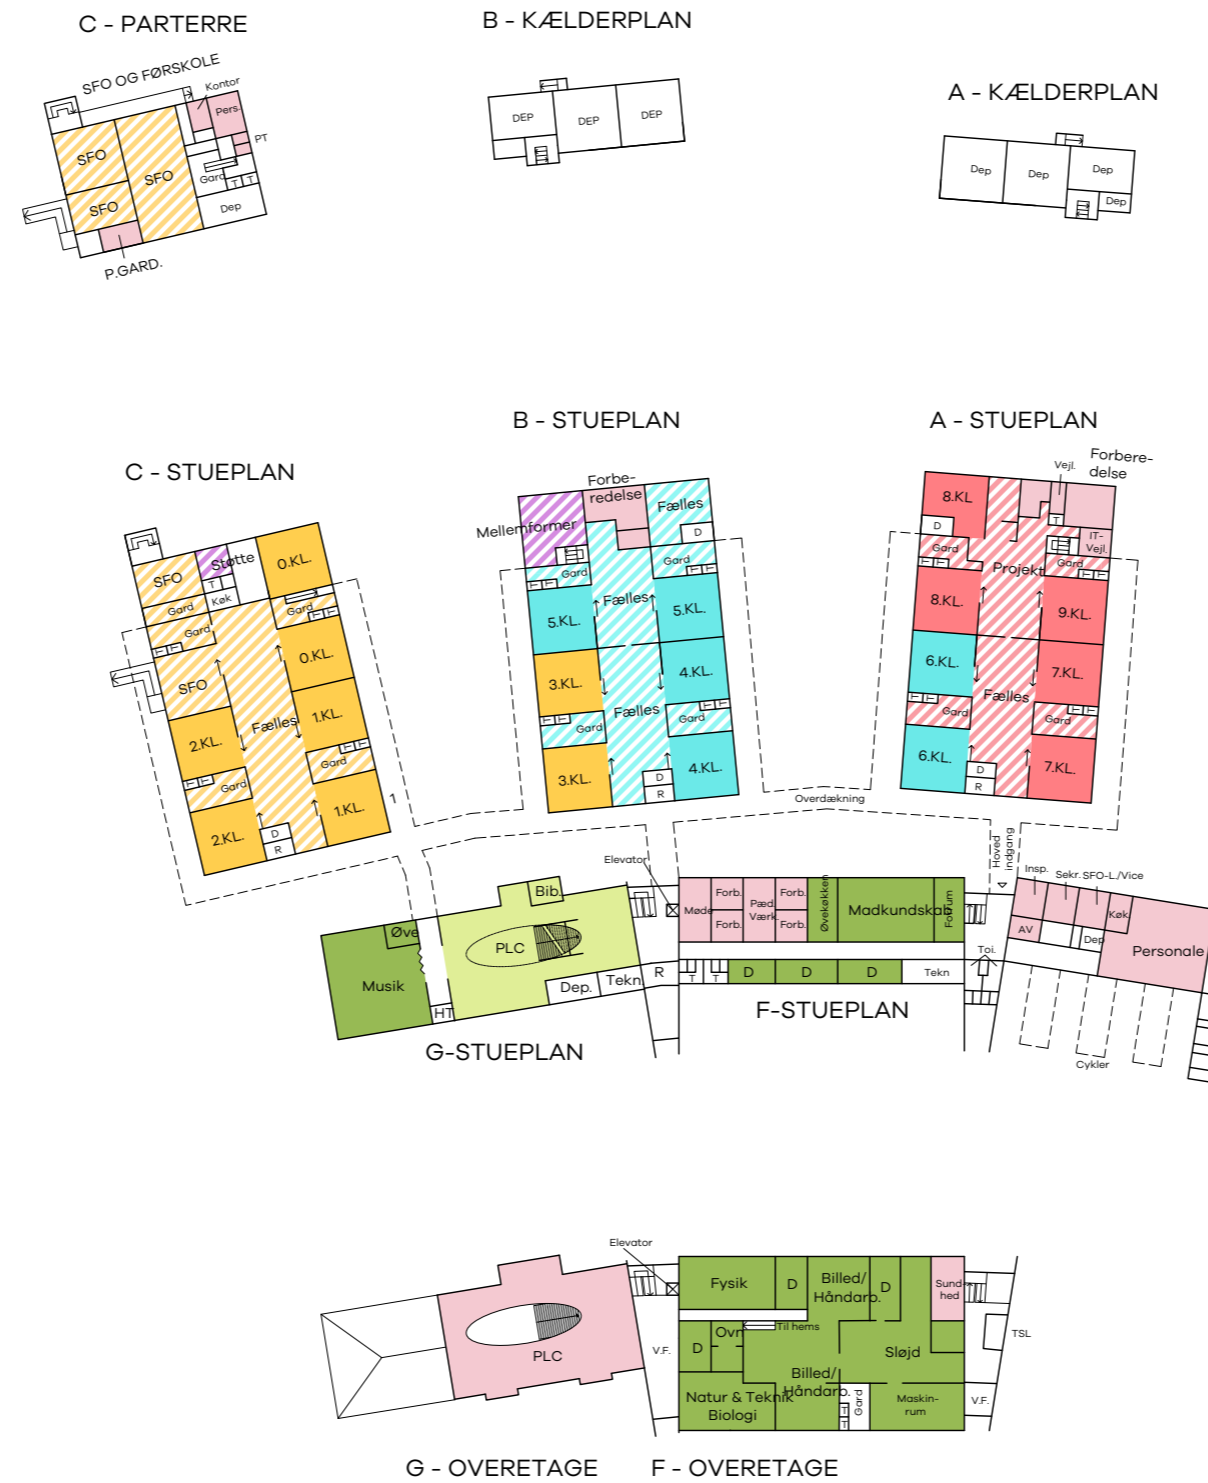 C - PARTERRE
SFO OG FØRSKOLE
Kontor
Pers.
PT
SFO
SFO
SFO
Gard
T
T
Dep
P.GARD.
B - KÆLDERPLAN
DEP
DEP
DEP
A - KÆLDERPLAN
Dep
Dep
Dep
Dep
C - STUEPLAN
SFO
Støtte
0.KL.
T
T
Køk
Gard
Gard
Gard
T
T
T
T
0.KL.
SFO
1.KL.
Fælles
2.KL.
T
T
Gard
T
T
Gard
1.KL.
2.KL.
D
R
B - STUEPLAN
Forbe-
redelse
Mellemformer
Fælles
D
Gard
Gard
T
T
T
T
Fælles
5.KL.
5.KL.
3.KL.
4.KL.
Fælles
T
T
T
T
Gard
Gard
3.KL.
D
R
4.KL.
A - STUEPLAN
Vejl.
Forbere-
delse
8.KL
D
T
IT-
Vejl.
Gard
Projekt
Gard
T
T
T
T
8.KL.
9.KL.
6.KL.
7.KL.
Fælles
T
T
T
T
Gard
Gard
6.KL.
D
R
7.KL.
Overdækning
Hoved
indgang
Elevator
Bib.
Øve
PLC
Musik
HT
Dep.
Tekn.
R
G-STUEPLAN
Møde
Forb.
Forb.
Pæd.
Værk.
Forb.
Forb.
Øvekøkken
Madkundskab
Forrum
T
T
D
D
D
Tekn
F-STUEPLAN
Toi.
Insp.
Sekr.
SFO-L./Vice
Køk
AV
Dep
Personale
Cykler
Elevator
PLC
V.F.
Fysik
D
Billed/
Håndarb.
D
Sund-
hed
Ovn
Til hems
D
Sløjd
Billed/
Håndarb.
Natur & Teknik
Biologi
T
T
Gard
Maskin-
rum
V.F.
TSL
G - OVERETAGE
F - OVERETAGE